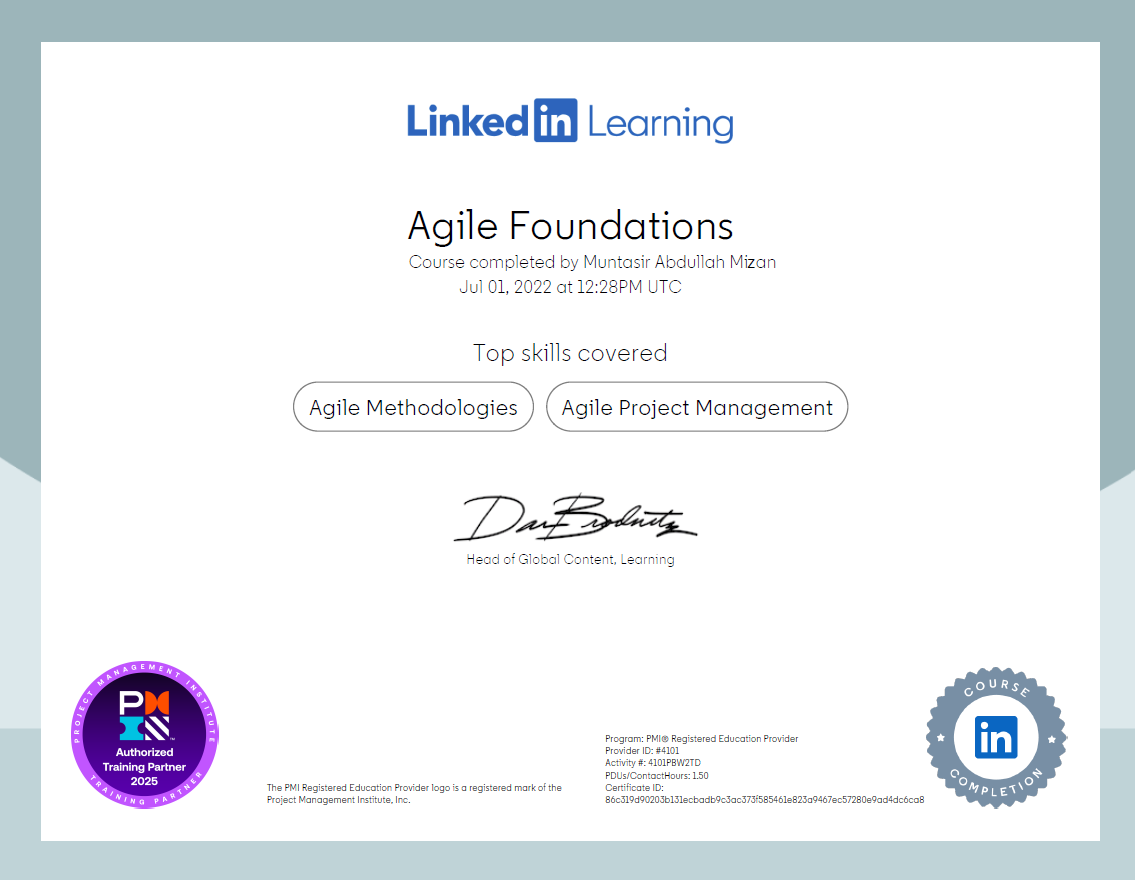 LinkedIn Learning
Agile Foundations
Course completed by Muntasir Abdullah Mizan
Jul 01, 2022 at 12:28PM UTC
Top skills covered
Agile Methodologies
Agile Project Management
Dan Brodnitz
Head of Global Content, Learning
PROJECT MANAGEMENT INSTITUTE
PMI
Authorized
Training Partner
2025
TRAINING PARTNER
The PMI Registered Education Provider logo is a registered mark of the
Project Management Institute, Inc.
Program: PMI® Registered Education Provider
Provider ID: #4101
Activity #: 4101PBW2TD
PDUs/ContactHours: 1.50
Certificate ID:
86c319d90203b131ecbadb9c3ac373f585461e823a9467ec57280e9ad4dc6ca8
COURSE
in
COMPLETION